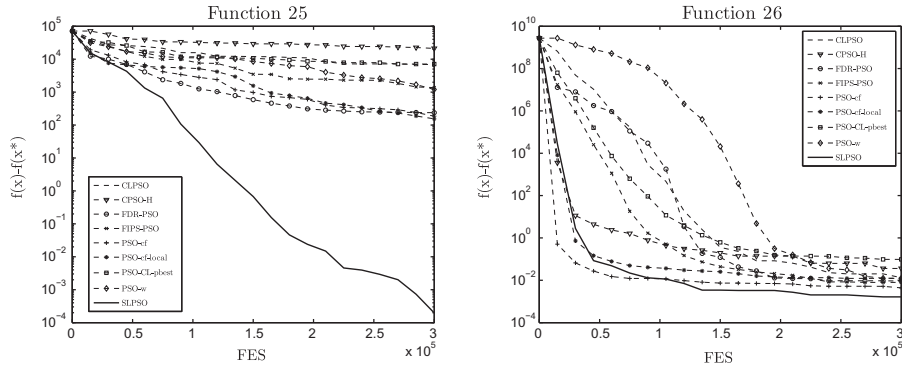 Function 25
f(x)-f(x*)
10^5
10^4
10^3
10^2
10^1
10^0
10^-1
10^-2
10^-3
10^-4
CLPSO
CPSO-H
FDR-PSO
FIPS-PSO
PSO-cf
PSO-cf-local
PSO-CL-pbest
PSO-w
SLPSO
0
0.5
1
1.5
2
2.5
3
x 10^5
FES
Function 26
f(x)-f(x*)
10^10
10^8
10^6
10^4
10^2
10^0
10^-2
10^-4
CLPSO
CPSO-H
FDR-PSO
FIPS-PSO
PSO-cf
PSO-cf-local
PSO-CL-pbest
PSO-w
SLPSO
0
0.5
1
1.5
2
2.5
3
x 10^5
FES